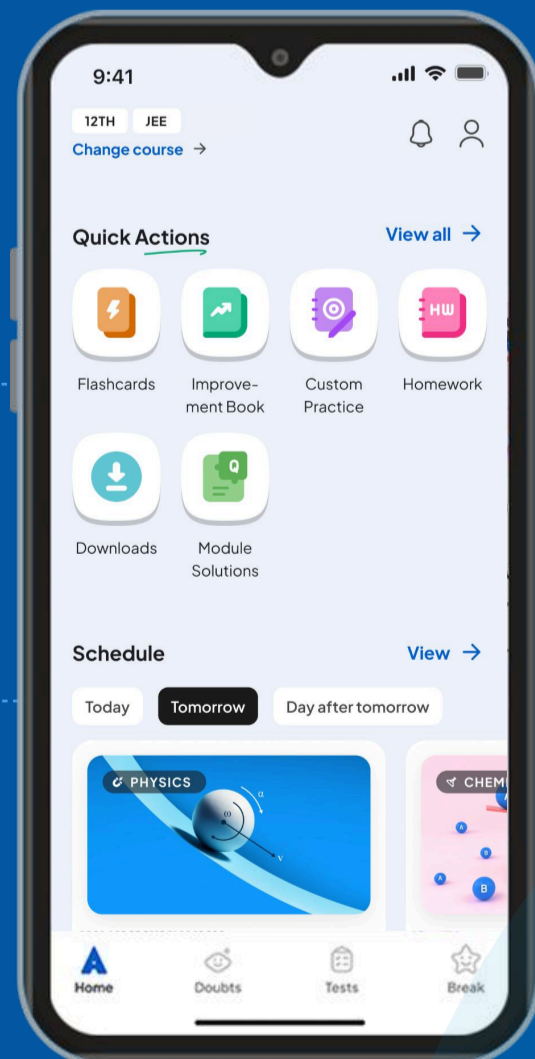 9:41
12TH JEE
Change course →
Quick Actions
View all →
Flashcards
Improve-
ment Book
Custom
Practice
HW
Homework
Downloads
Q
Module
Solutions
Schedule
View →
Today
Tomorrow
Day after tomorrow
PHYSICS
α
ω
v
CHEM
A
A
B
A
B
Home
Doubts
Tests
Break